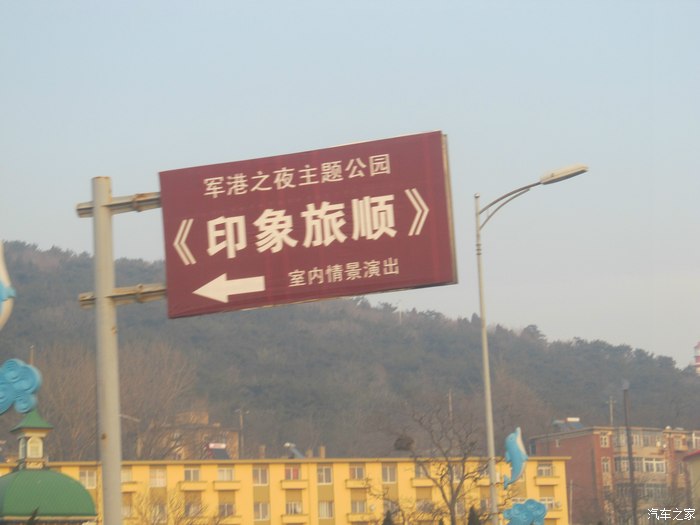 军港之夜主题公园
《印象旅顺》
室内情景演出
汽车之家